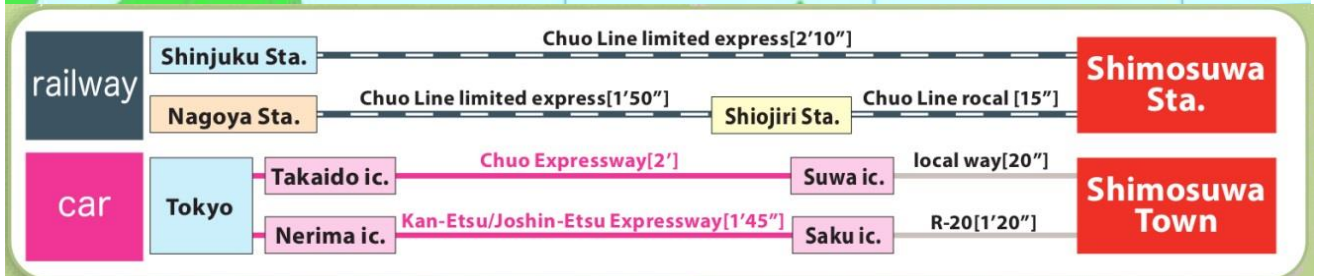 railway
Shinjuku Sta.
Chuo Line limited express[2’10”]
Nagoya Sta.
Chuo Line limited express[1’50”]
Shiojiri Sta.
Chuo Line rocal [15”]
Shimosuwa
Sta.
car
Tokyo
Takaido ic.
Chuo Expressway[2’]
Suwa ic.
local way[20”]
Nerima ic.
Kan-Etsu/Joshin-Etsu Expressway[1’45”]
Saku ic.
R-20[1’20”]
Shimosuwa
Town